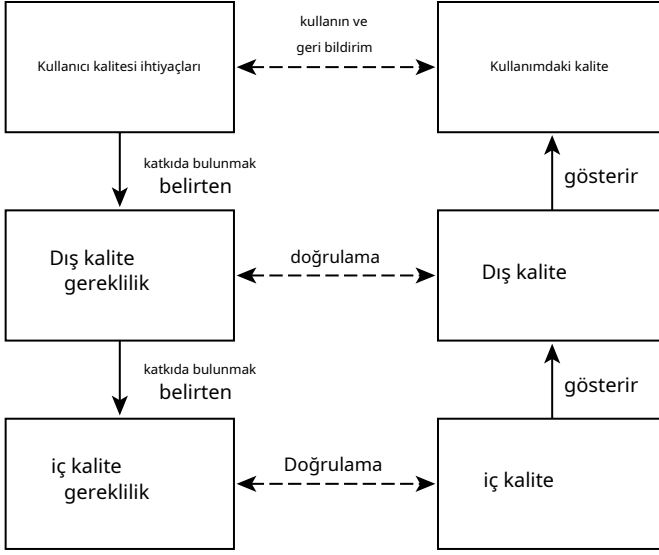 kullanın ve
geri bildirim
Kullanıcı kalitesi ihtiyaçları
Kullanımdaki kalite
katkıda bulunmak
belirten
gösterir
Dış kalite
gereklilik
doğrulama
Dış kalite
katkıda bulunmak
belirten
gösterir
iç kalite
gereklilik
Doğrulama
iç kalite